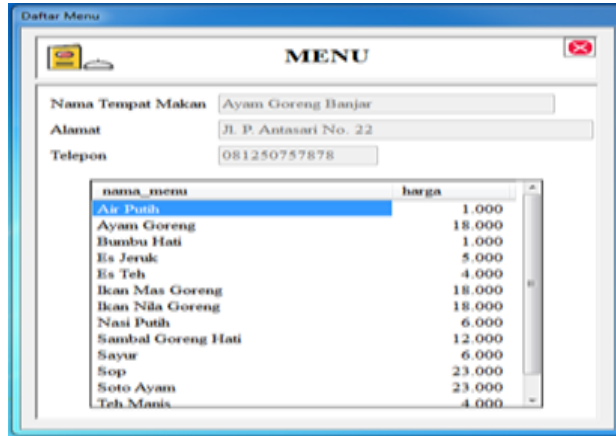 Daftar Menu
MENU
Nama Tempat Makan Ayam Goreng Banjar
Alamat Jl. P. Antasari No. 22
Telepon 081250757878
nama_menu harga
Air Putih 1.000
Ayam Goreng 18.000
Bumbu Hati 1.000
Es Jeruk 5.000
Es Teh 4.000
Ikan Mas Goreng 18.000
Ikan Nila Goreng 18.000
Nasi Putih 6.000
Sambal Goreng Hati 12.000
Sayur 6.000
Sop 23.000
Soto Ayam 23.000
Teh Manis 4.000